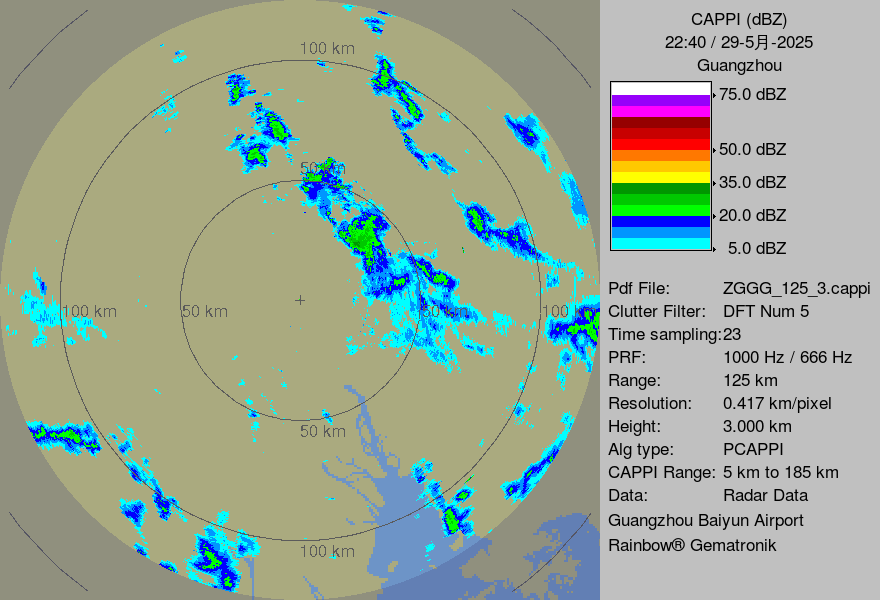 CAPPI (dBZ)
22:40 / 29-5月-2025
Guangzhou
75.0 dBZ
50.0 dBZ
35.0 dBZ
20.0 dBZ
5.0 dBZ
Pdf File: ZGGG_125_3.cappi
Clutter Filter: DFT Num 5
Time sampling:23
PRF: 1000 Hz / 666 Hz
Range: 125 km
Resolution: 0.417 km/pixel
Height: 3.000 km
Alg type: PCAPPI
CAPPI Range: 5 km to 185 km
Data: Radar Data
Guangzhou Baiyun Airport
Rainbow® Gematronik
100 km
50 km
100 km
50 km
50 km
100
50 km
100 km